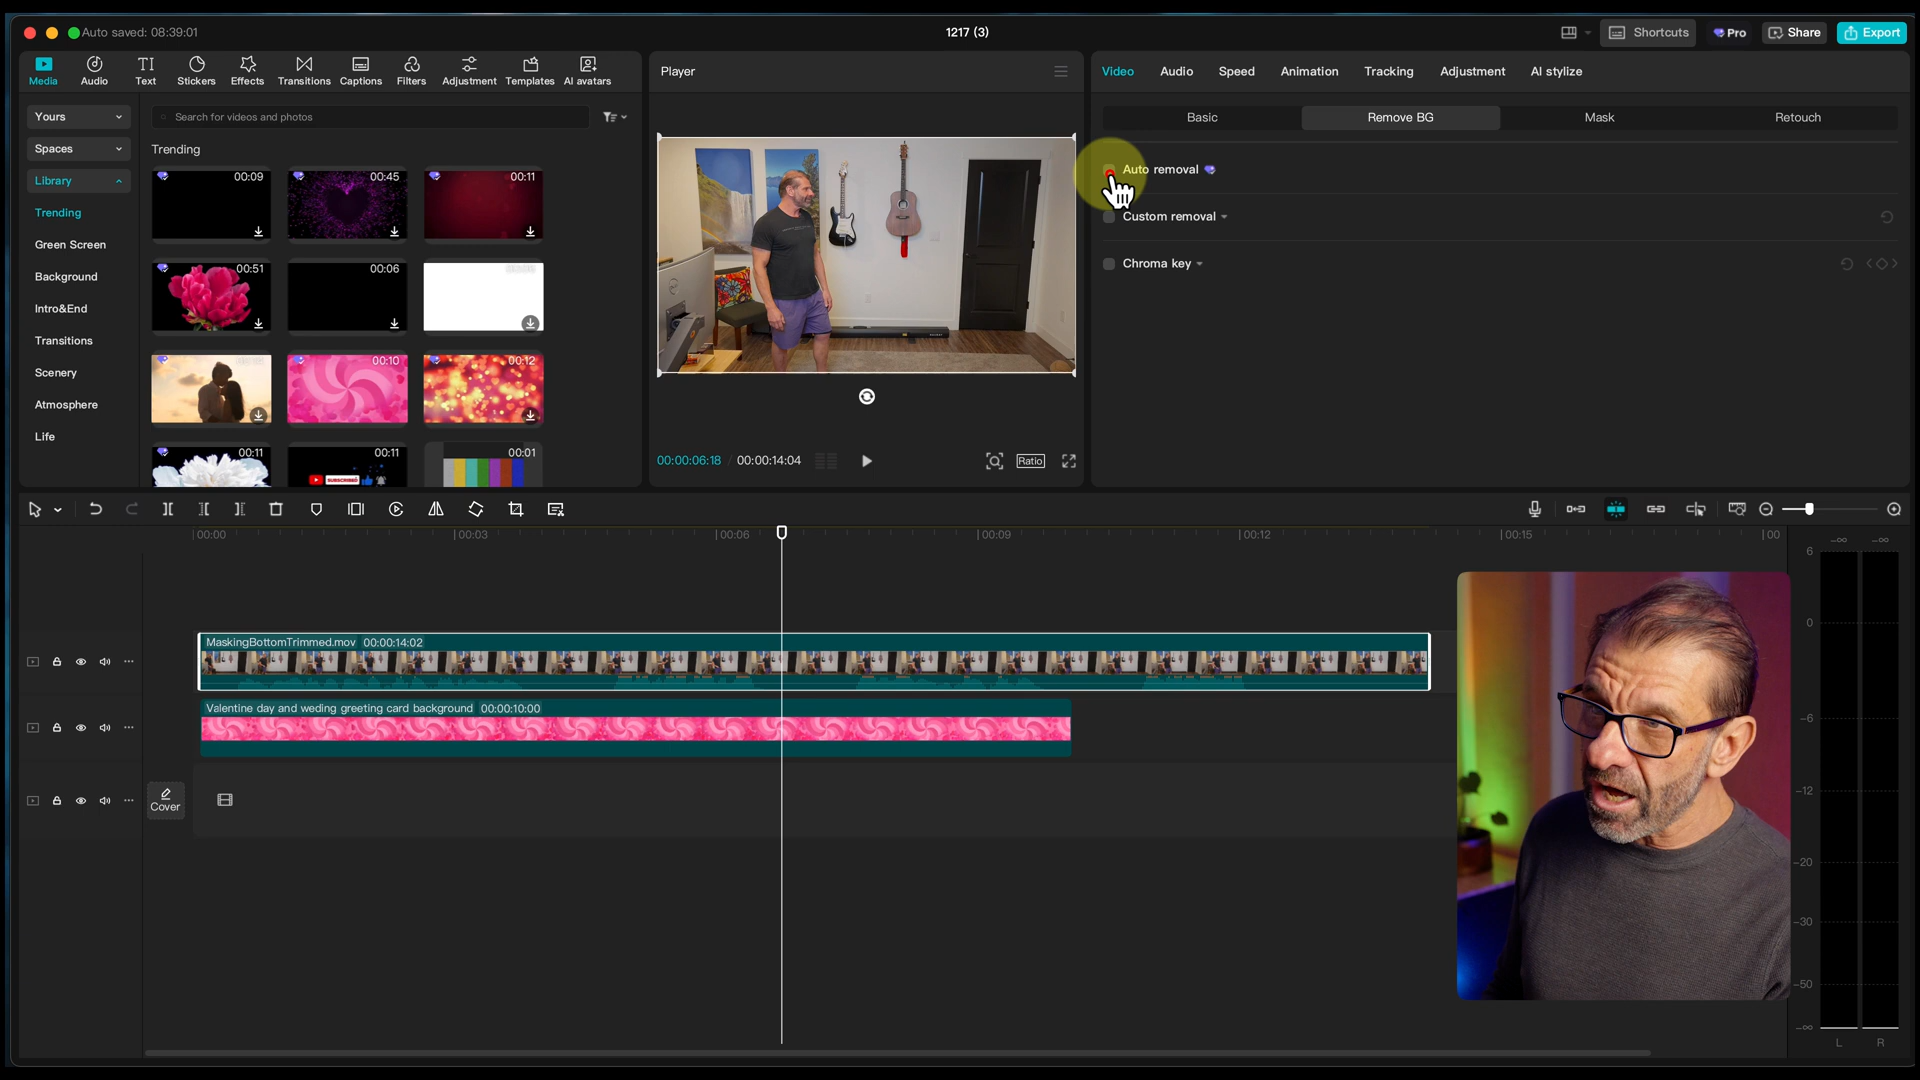 Auto saved: 08:39:01
1217 (3)
Shortcuts
Pro
Share
Export
Media
Audio
Text
Stickers
Effects
Transitions
Captions
Filters
Adjustment
Templates
AI avatars
Player
Video
Audio
Speed
Animation
Tracking
Adjustment
AI stylize
Yours
Spaces
Library
Trending
Green Screen
Background
Intro&End
Transitions
Scenery
Atmosphere
Life
Search for videos and photos
Trending
00:09
00:45
00:11
00:51
00:06
00:10
00:12
00:11
00:11
00:01
SUBSCRIBED
Basic
Remove BG
Mask
Retouch
Auto removal
Custom removal
Chroma key
00:00:06:18
00:00:14:04
Ratio
00:00
00:03
00:06
00:09
00:12
00:15
00
MaskingBottomTrimmed.mov 00:00:14:02
Valentine day and weding greeting card background 00:00:10:00
Cover
-∞ -∞
6
0
-6
-12
-20
-30
-50
-∞
L R